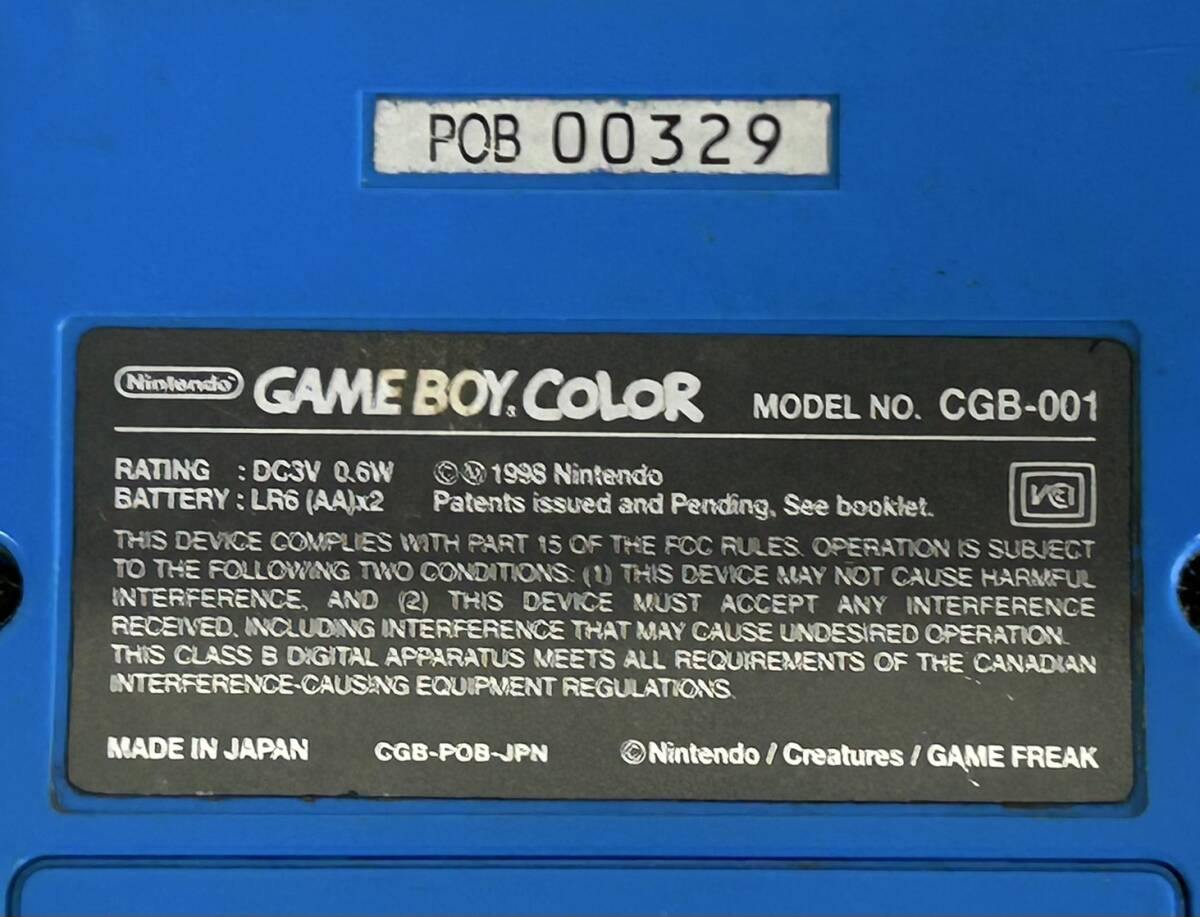 POB 00329
Nintendo GAME BOY COLOR MODEL NO. CGB-001
RATING : DC3V 0.6W ©Ⓜ 1998 Nintendo
BATTERY : LR6 (AA)x2 Patents issued and Pending, See booklet.
VCI
THIS DEVICE COMPLIES WITH PART 15 OF THE FCC RULES. OPERATION IS SUBJECT
TO THE FOLLOWING TWO CONDITIONS: (1) THIS DEVICE MAY NOT CAUSE HARMFUL
INTERFERENCE, AND (2) THIS DEVICE MUST ACCEPT ANY INTERFERENCE
RECEIVED, INCLUDING INTERFERENCE THAT MAY CAUSE UNDESIRED OPERATION.
THIS CLASS B DIGITAL APPARATUS MEETS ALL REQUIREMENTS OF THE CANADIAN
INTERFERENCE-CAUSING EQUIPMENT REGULATIONS.
MADE IN JAPAN CGB-POB-JPN ©Nintendo / Creatures / GAME FREAK